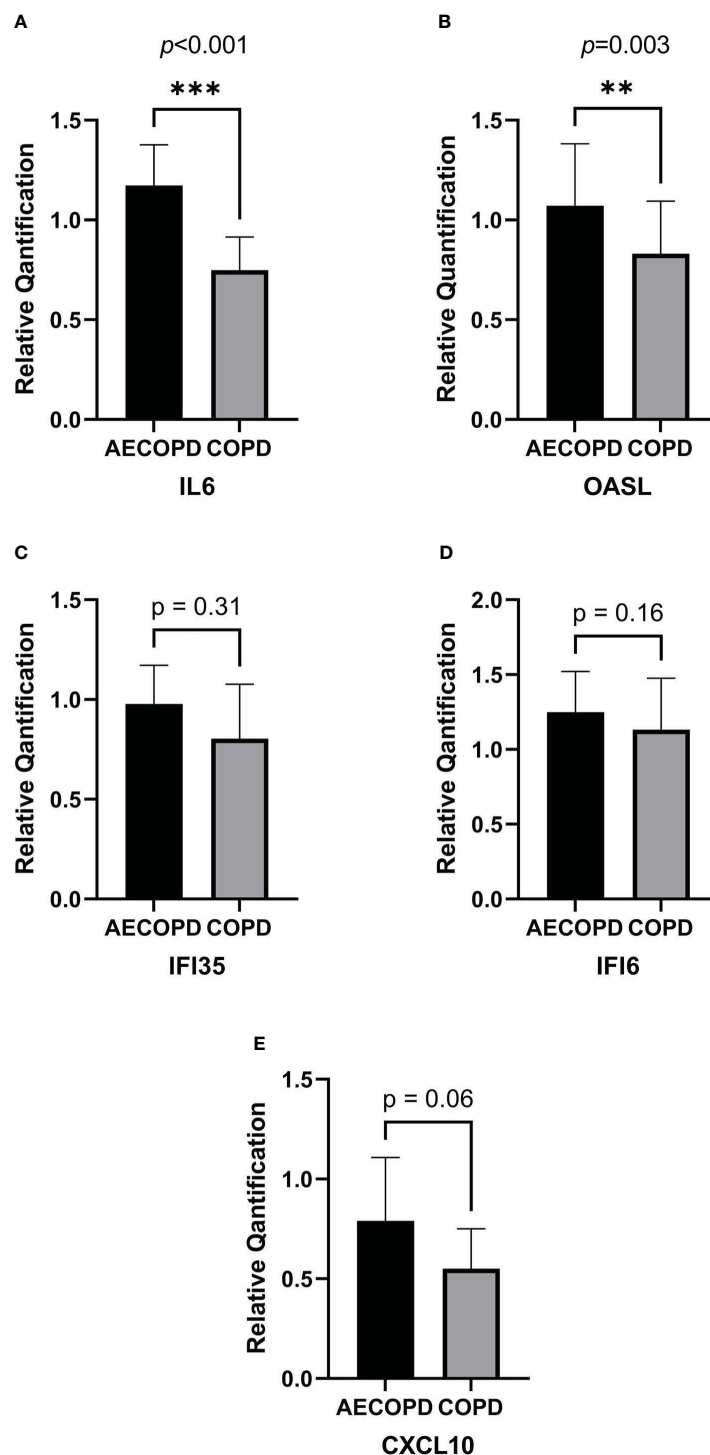 A
p<0.001
***
1.5
1.0
0.5
0.0
Relative Qantification
AECOPD COPD
IL6
B
p=0.003
**
1.5
1.0
0.5
0.0
Relative Quantification
AECOPD COPD
OASL
C
p = 0.31
1.5
1.0
0.5
0.0
Relative Qantification
AECOPD COPD
IFI35
D
p = 0.16
2.0
1.5
1.0
0.5
0.0
Relative Qantification
AECOPD COPD
IFI6
E
p = 0.06
1.5
1.0
0.5
0.0
Relative Qantification
AECOPD COPD
CXCL10